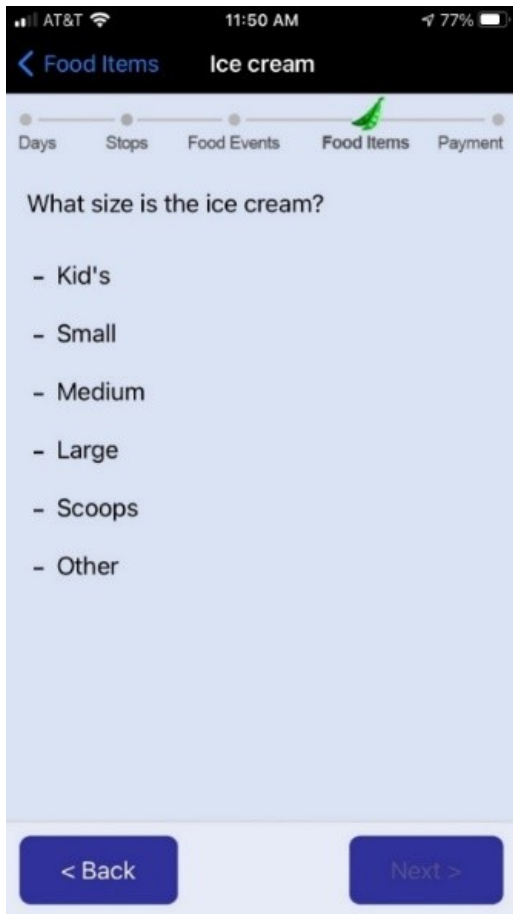 AT&T 11:50 AM 77%
Food Items Ice cream
Days Stops Food Events Food Items Payment
What size is the ice cream?
- Kid's
- Small
- Medium
- Large
- Scoops
- Other
< Back Next >